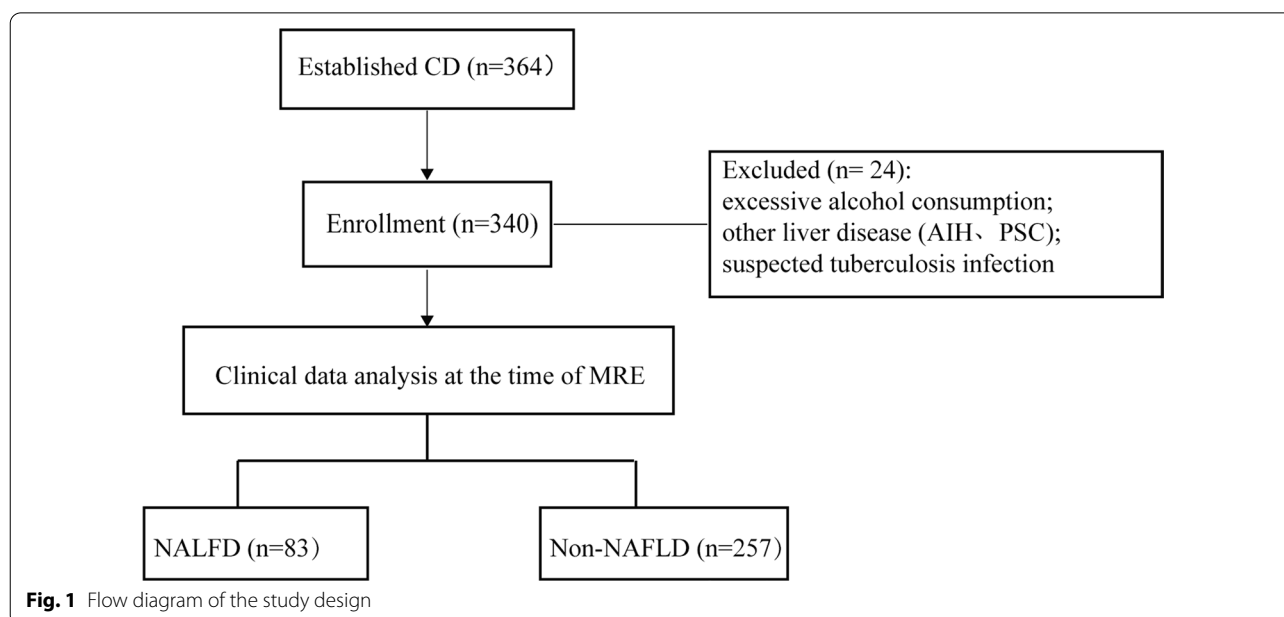 Established CD (n=364）
Enrollment (n=340)
Excluded (n= 24):
excessive alcohol consumption;
other liver disease (AIH、PSC);
suspected tuberculosis infection
Clinical data analysis at the time of MRE
NALFD (n=83）
Non-NAFLD (n=257）
Fig. 1 Flow diagram of the study design